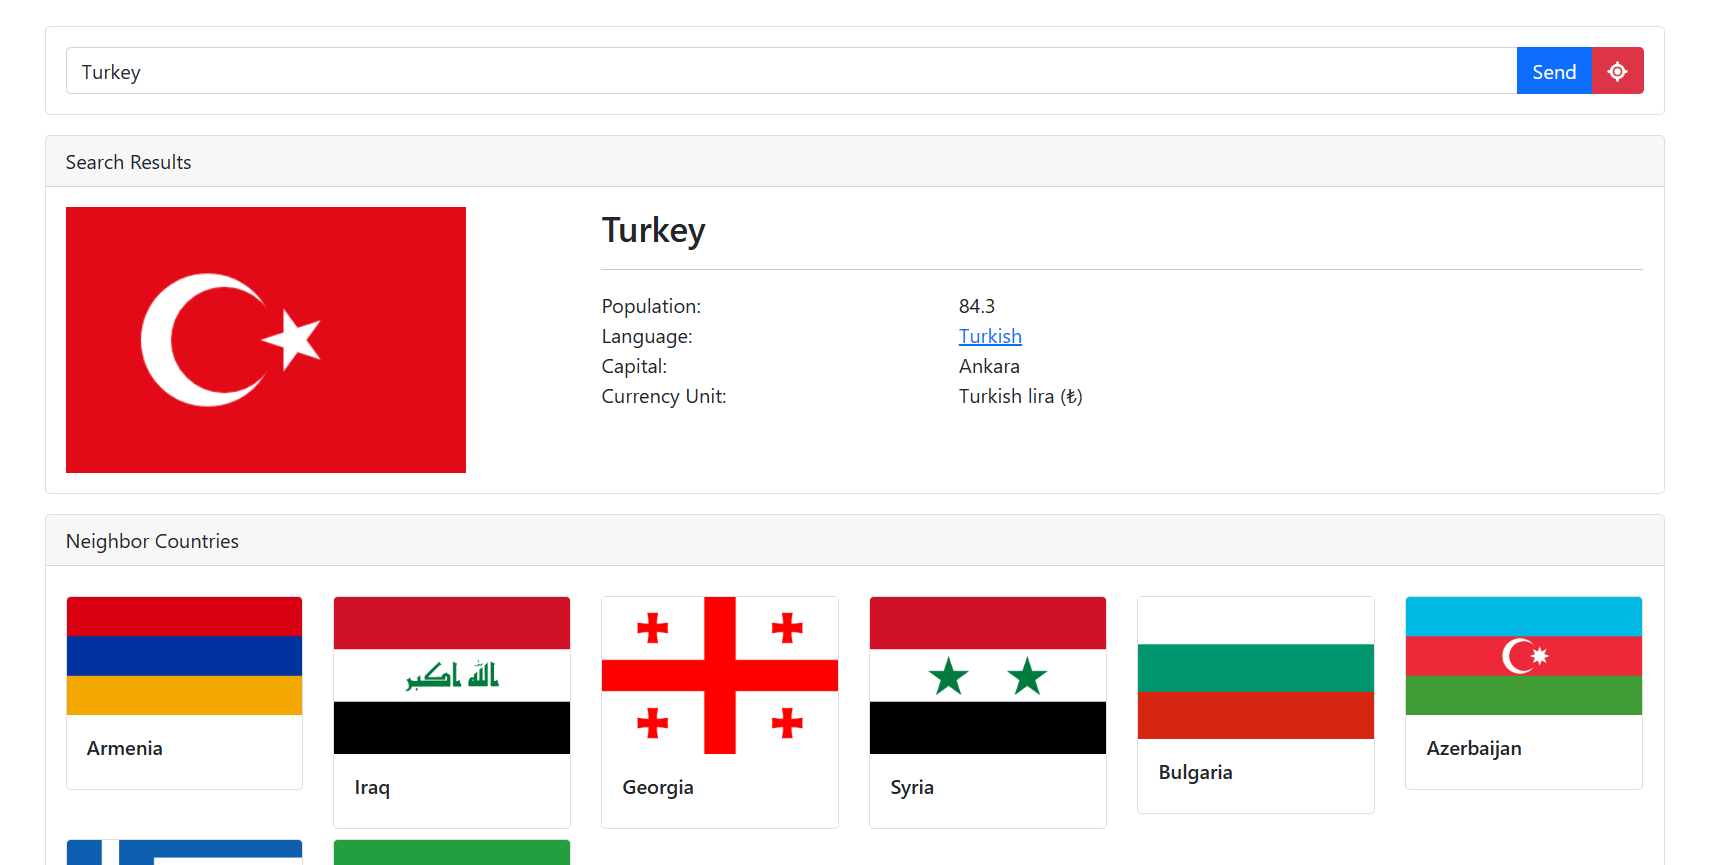 Turkey
Send
Search Results
Turkey
Population: 84.3
Language: Turkish
Capital: Ankara
Currency Unit: Turkish lira (₺)
Neighbor Countries
الله اكبر
Armenia
Iraq
Georgia
Syria
Bulgaria
Azerbaijan